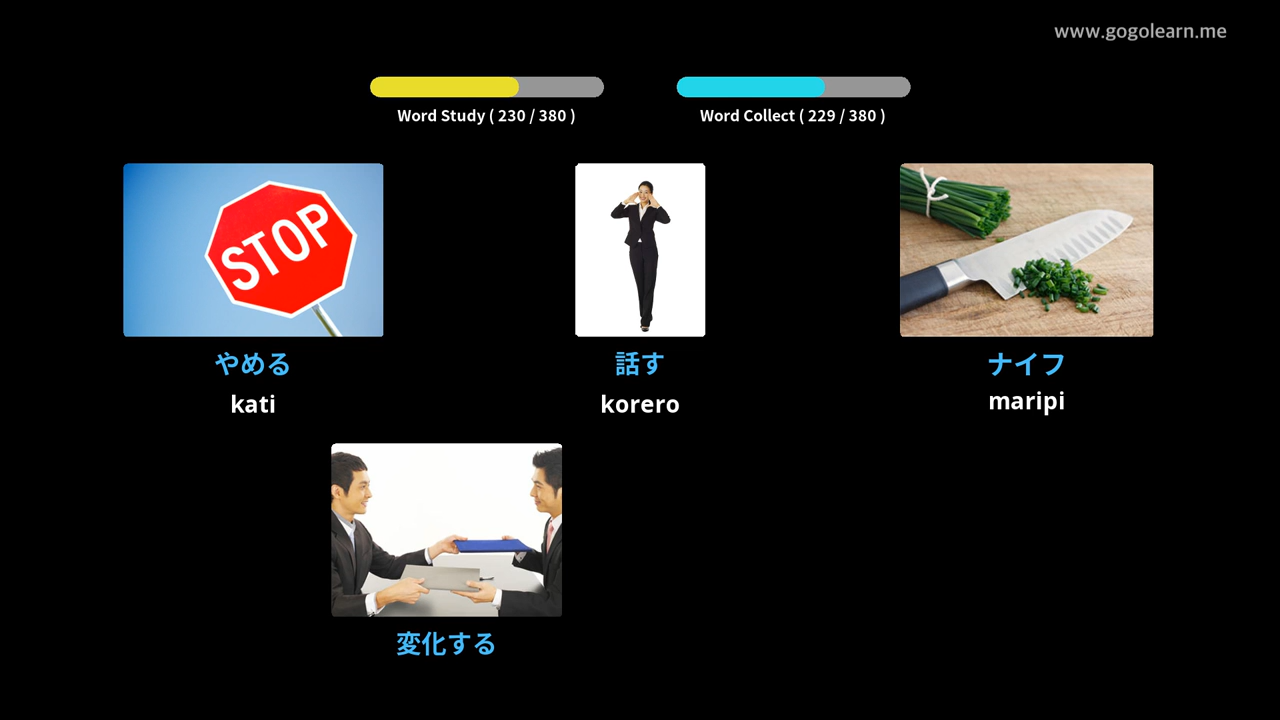 www.gogolearn.me
Word Study ( 230 / 380 )
Word Collect ( 229 / 380 )
STOP
やめる
kati
話す
korero
ナイフ
maripi
変化する